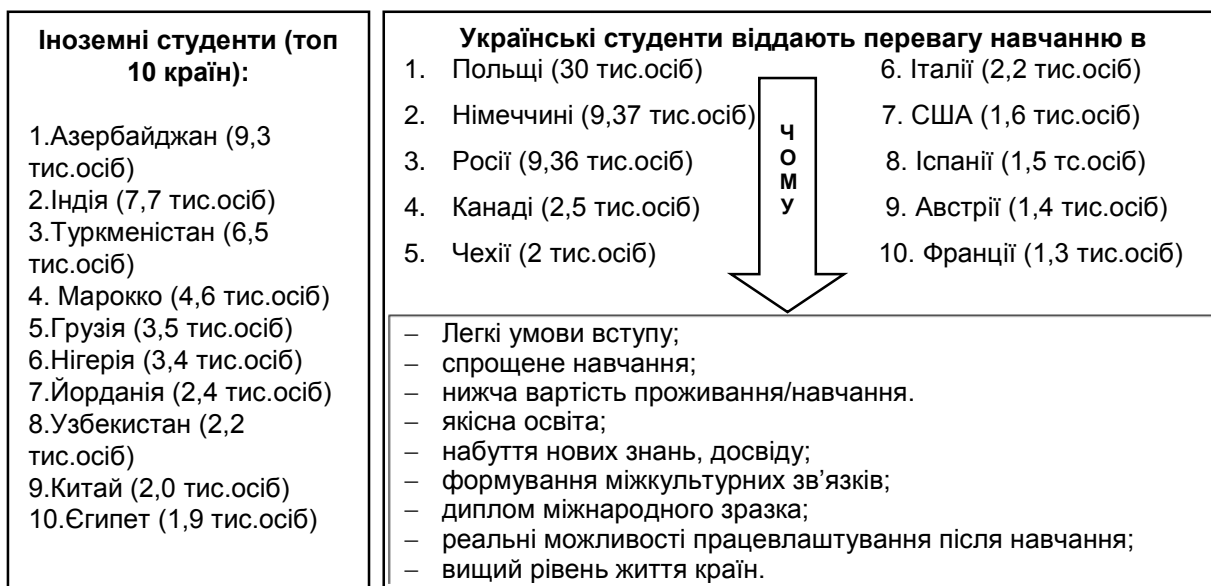 Іноземні студенти (топ
10 країн):
1.Азербайджан (9,3
тис.осіб)
2.Індія (7,7 тис.осіб)
3.Туркменістан (6,5
тис.осіб)
4. Марокко (4,6 тис.осіб)
5.Грузія (3,5 тис.осіб)
6.Нігерія (3,4 тис.осіб)
7.Йорданія (2,4 тис.осіб)
8.Узбекистан (2,2
тис.осіб)
9.Китай (2,0 тис.осіб)
10.Єгипет (1,9 тис.осіб)
Українські студенти віддають перевагу навчанню в
1. Польщі (30 тис.осіб)
2. Німеччині (9,37 тис.осіб)
3. Росії (9,36 тис.осіб)
4. Канаді (2,5 тис.осіб)
5. Чехії (2 тис.осіб)
Ч
О
М
У
6. Італії (2,2 тис.осіб)
7. США (1,6 тис.осіб)
8. Іспанії (1,5 тс.осіб)
9. Австрії (1,4 тис.осіб)
10. Франції (1,3 тис.осіб)
− Легкі умови вступу;
− спрощене навчання;
− нижча вартість проживання/навчання.
− якісна освіта;
− набуття нових знань, досвіду;
− формування міжкультурних зв’язків;
− диплом міжнародного зразка;
− реальні можливості працевлаштування після навчання;
− вищий рівень життя країн.